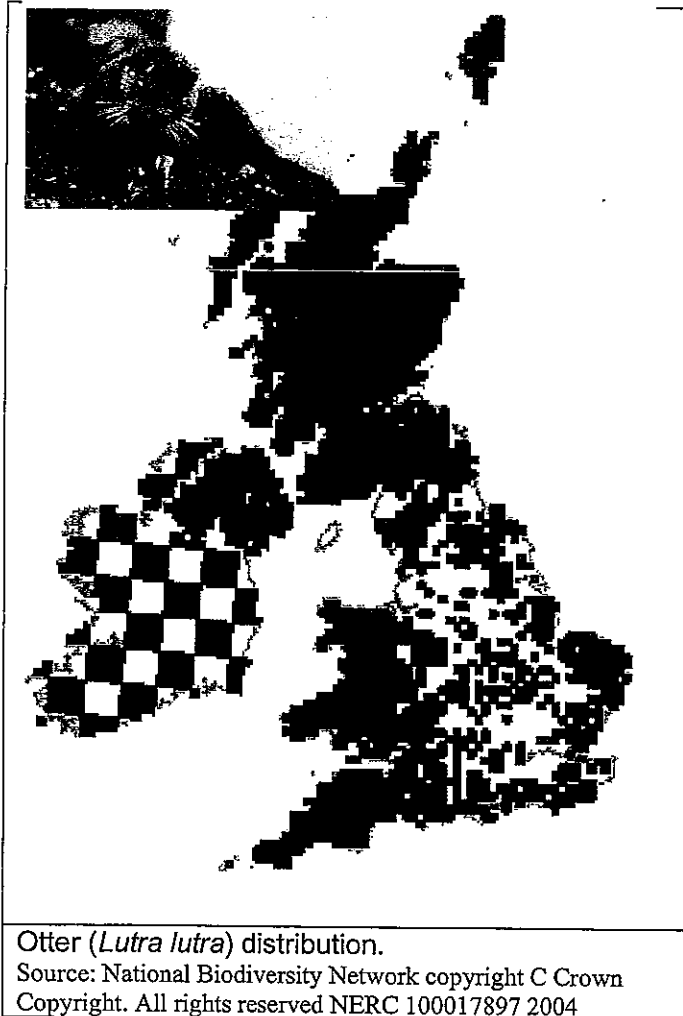 Otter (Lutra lutra) distribution.
Source: National Biodiversity Network copyright C Crown
Copyright. All rights reserved NERC 100017897 2004